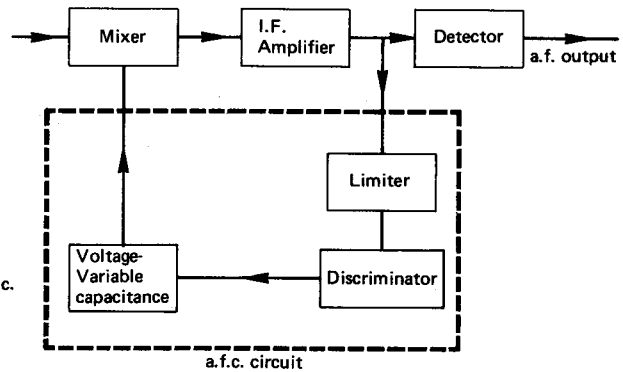 Mixer
I.F.
Amplifier
Detector
a.f. output
Limiter
Voltage-
Variable
capacitance
Discriminator
c.
a.f.c. circuit